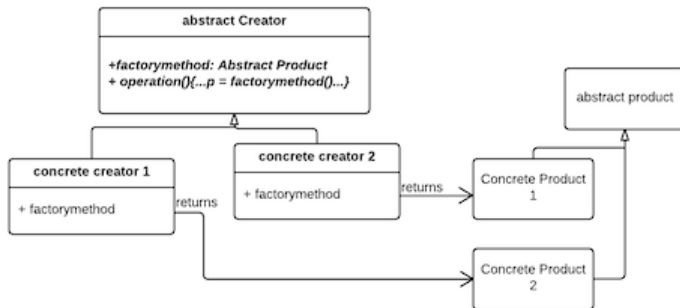 abstract Creator
+factorymethod: Abstract Product
+ operation(){...p = factorymethod()...}
abstract product
concrete creator 1
+ factorymethod
returns
concrete creator 2
+ factorymethod
returns
Concrete Product
1
Concrete Product
2